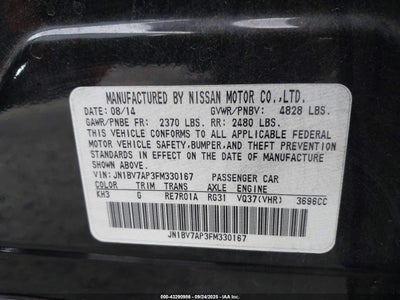 MANUFACTURED BY NISSAN MOTOR CO.,LTD.
DATE: 08/14 GVWR/PNBV: 4828 LBS.
GAWR/PNBE FR: 2370 LBS. RR: 2480 LBS.
THIS VEHICLE CONFORMS TO ALL APPLICABLE FEDERAL
MOTOR VEHICLE SAFETY,BUMPER,AND THEFT PREVENTION
STANDARDS IN EFFECT ON THE DATE OF MANUFACTURE
SHOWN ABOVE.
VIN: JN1BV7AP3FM330167 PASSENGER CAR
COLOR TRIM TRANS AXLE ENGINE
KH3 G RE7R01A RG31 VQ37(VHR) 3696CC
JN1BV7AP3FM330167
IAA-43290986 - 09/24/2025 - IAAI